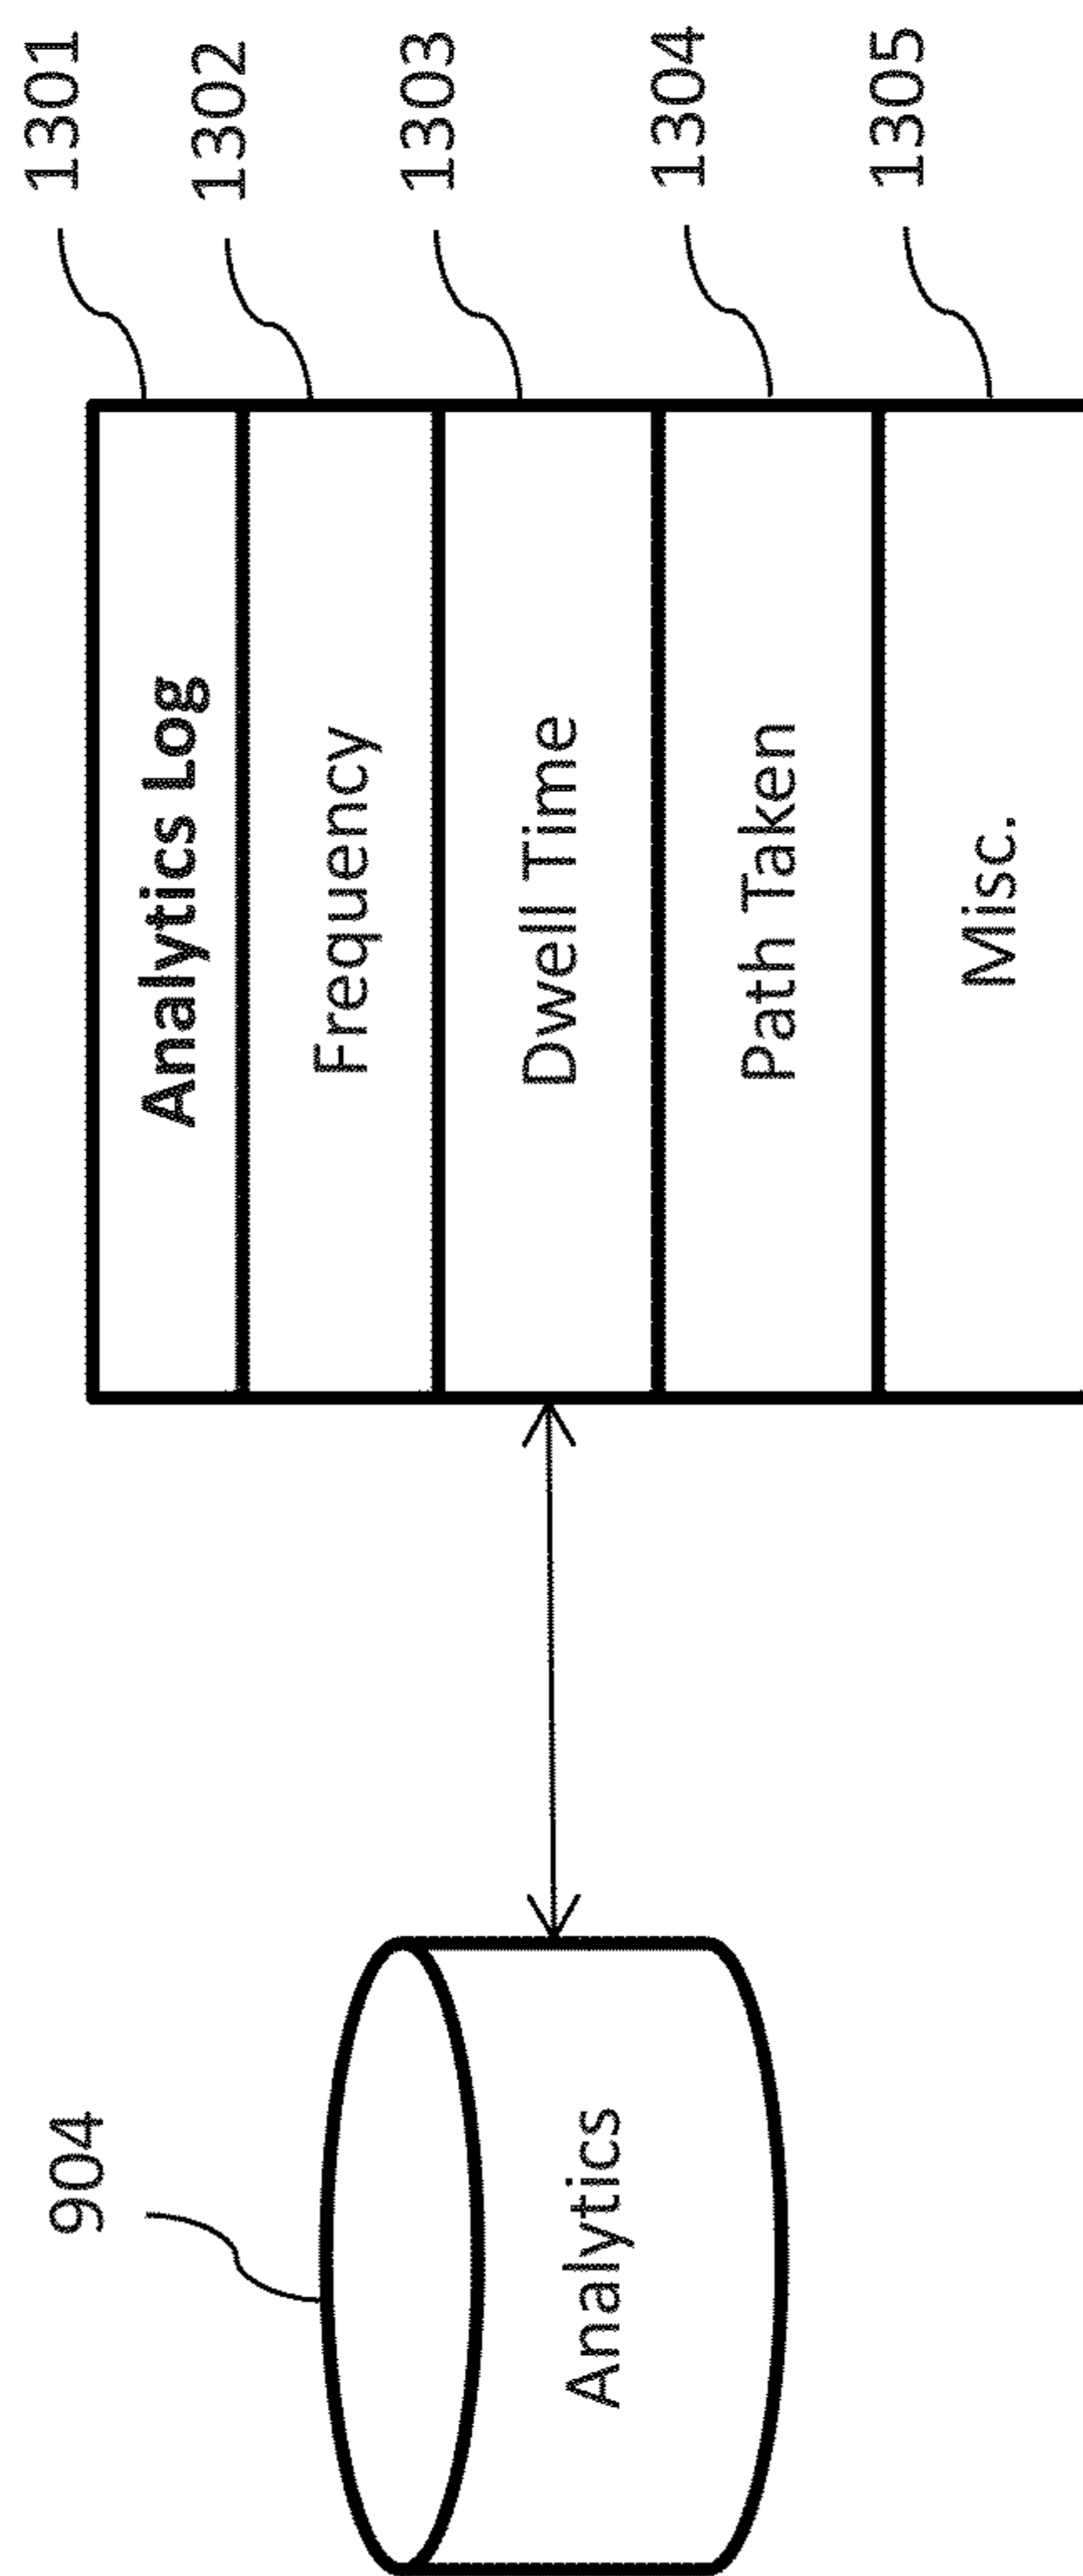 904
Analytics
Analytics Log
1301
Frequency
1302
Dwell Time
1303
Path Taken
1304
Misc.
1305